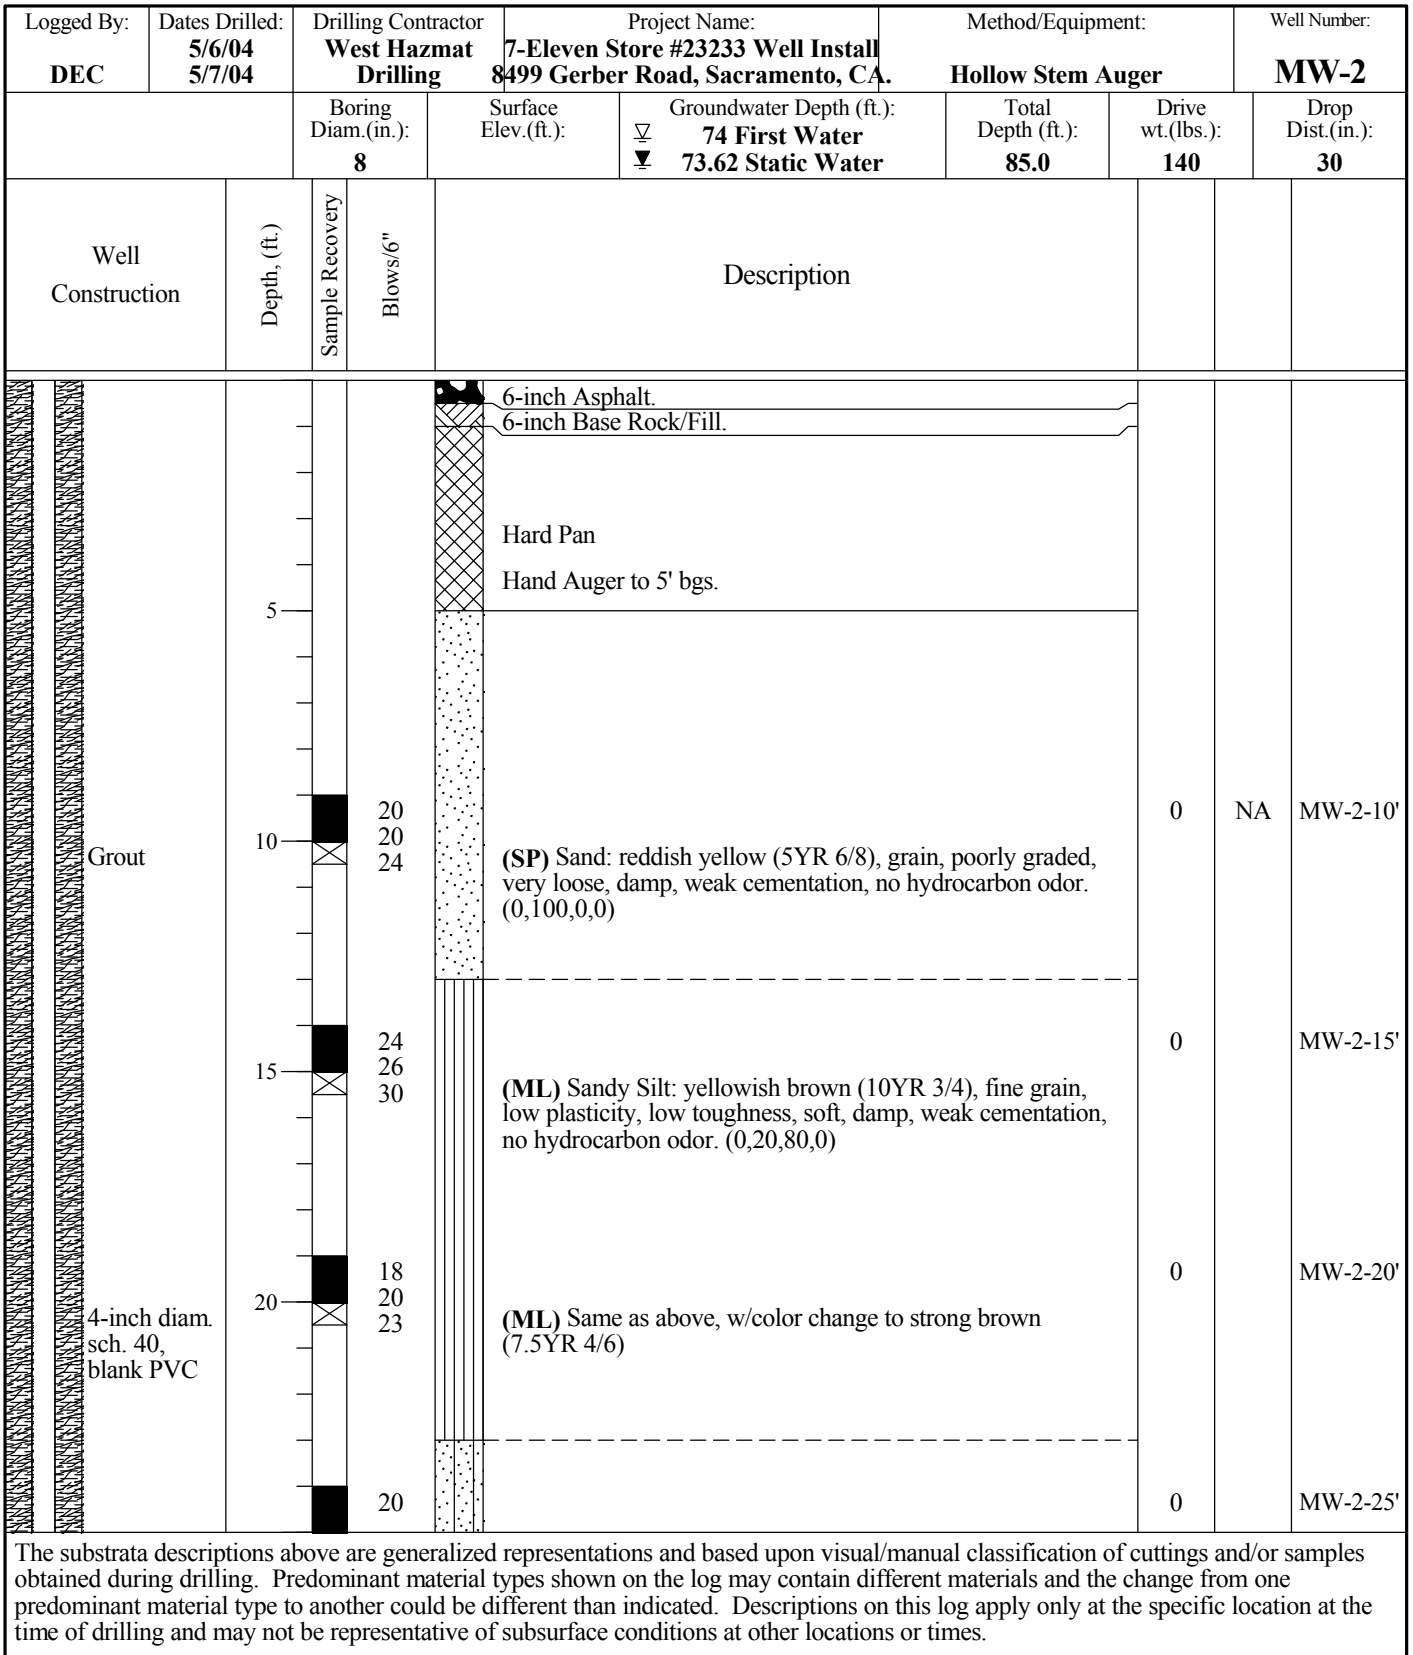 Logged By:
DEC
Dates Drilled:
5/6/04
5/7/04
Drilling Contractor
West Hazmat
Drilling
Project Name:
7-Eleven Store #23233 Well Install
8499 Gerber Road, Sacramento, CA.
Method/Equipment:
Hollow Stem Auger
Well Number:
MW-2
Boring
Diam.(in.):
8
Surface
Elev.(ft.):
Groundwater Depth (ft.):
74 First Water
73.62 Static Water
Total
Depth (ft.):
85.0
Drive
wt.(lbs.):
140
Drop
Dist.(in.):
30
Well
Construction
Depth, (ft.)
Sample Recovery
Blows/6"
Description
6-inch Asphalt.
6-inch Base Rock/Fill.
Hard Pan
Hand Auger to 5' bgs.
5
20
0 NA MW-2-10'
20
10
24
Grout
(SP) Sand: reddish yellow (5YR 6/8), grain, poorly graded,
very loose, damp, weak cementation, no hydrocarbon odor.
(0,100,0,0)
24
0 MW-2-15'
26
15
30
(ML) Sandy Silt: yellowish brown (10YR 3/4), fine grain,
low plasticity, low toughness, soft, damp, weak cementation,
no hydrocarbon odor. (0,20,80,0)
18
0 MW-2-20'
20
20
23
4-inch diam.
sch. 40,
blank PVC
(ML) Same as above, w/color change to strong brown
(7.5YR 4/6)
20
0 MW-2-25'
The substrata descriptions above are generalized representations and based upon visual/manual classification of cuttings and/or samples
obtained during drilling. Predominant material types shown on the log may contain different materials and the change from one
predominant material type to another could be different than indicated. Descriptions on this log apply only at the specific location at the
time of drilling and may not be representative of subsurface conditions at other locations or times.